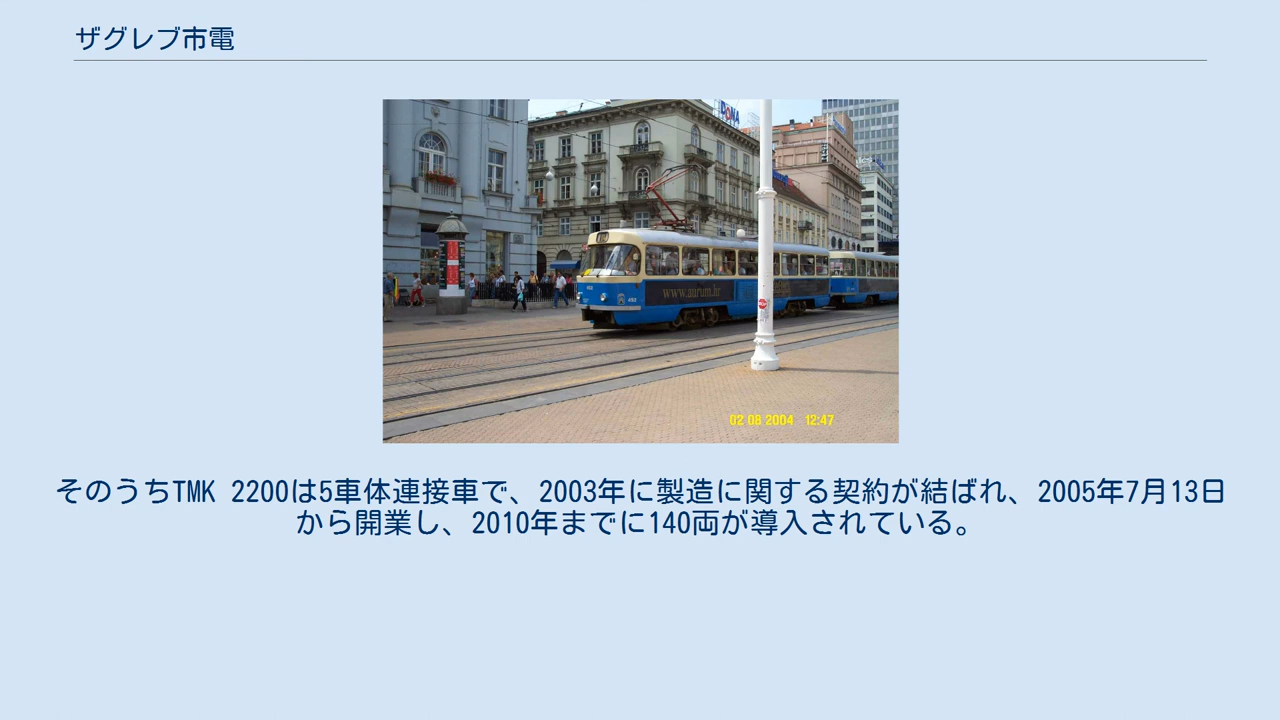 ザグレブ市電
DONA
www.aurum.hr
02 08 2004 12:47
そのうちTMK 2200は5車体連接車で、2003年に製造に関する契約が結ばれ、2005年7月13日
から開業し、2010年までに140両が導入されている。